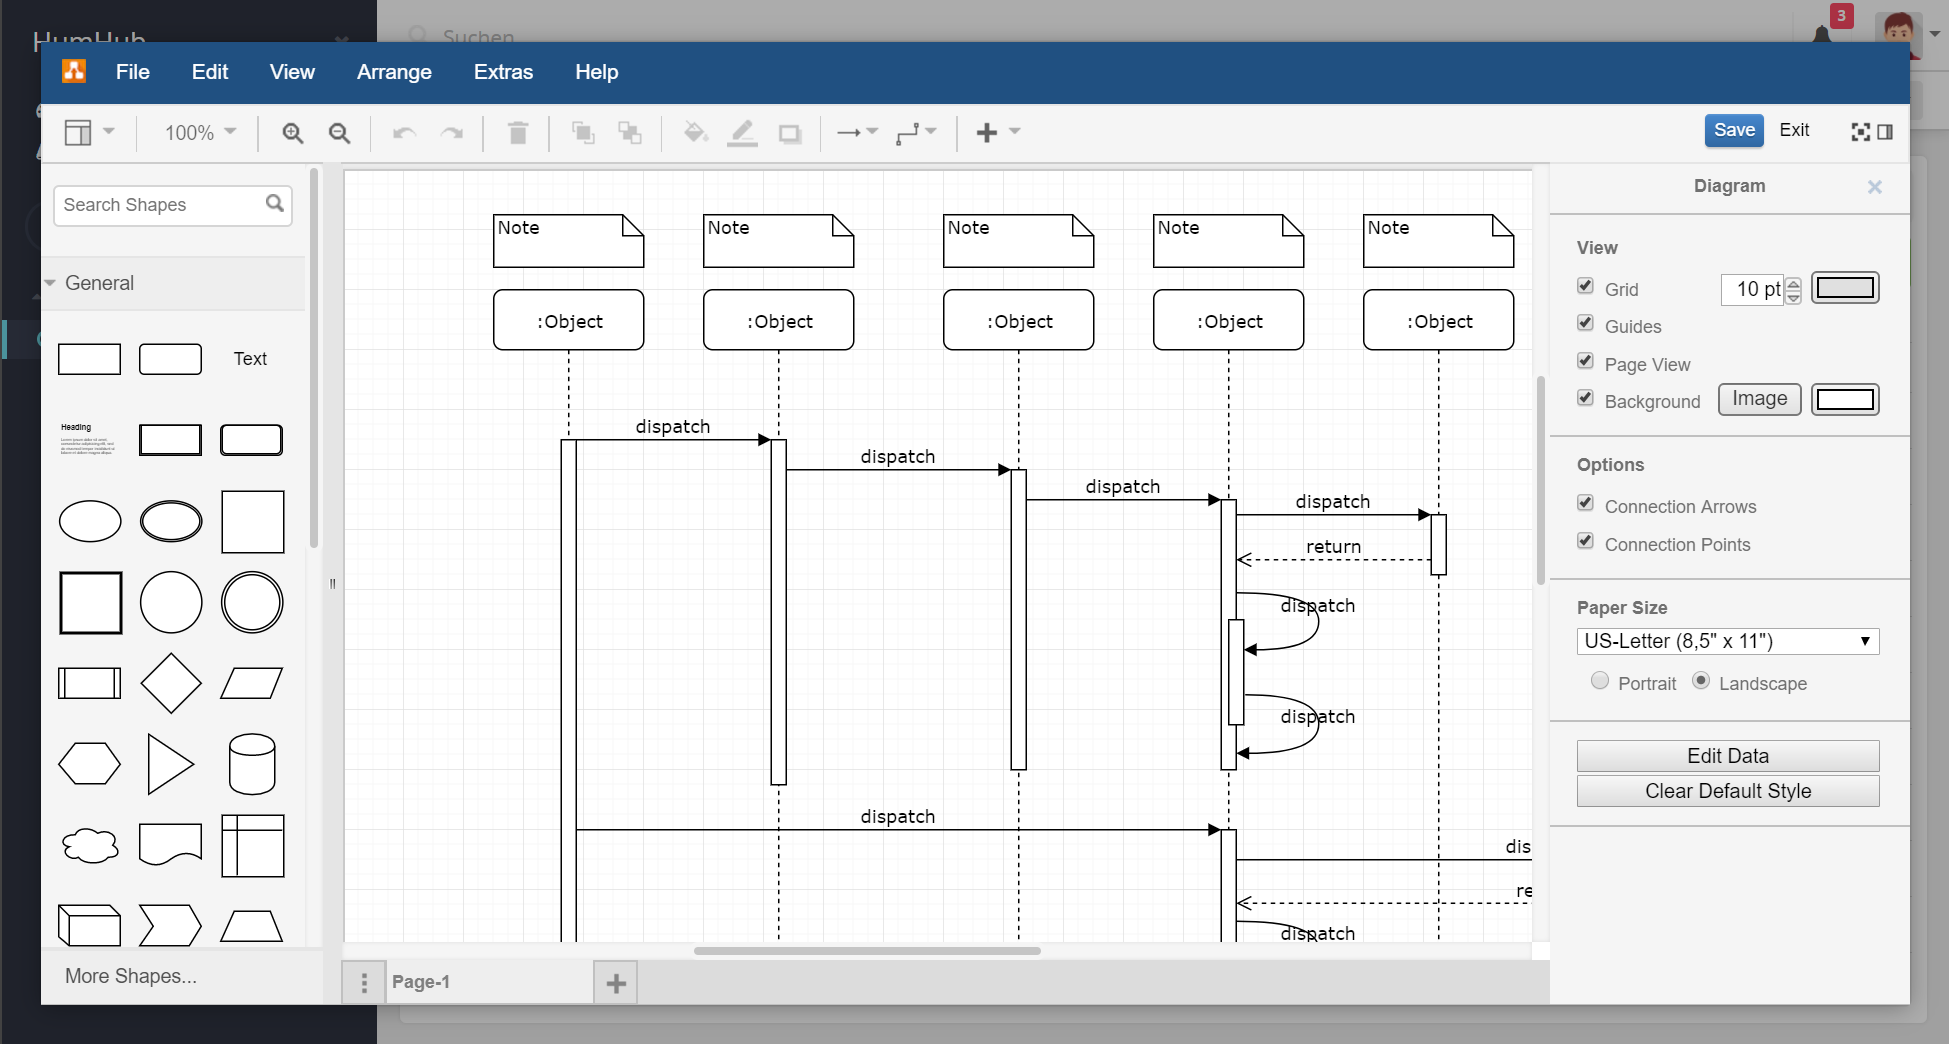 HumHub
Suchen
3
File Edit View Arrange Extras Help
100%
Save Exit
Search Shapes
General
Text
Heading
More Shapes...
Note Note Note Note Note
:Object :Object :Object :Object :Object
dispatch
dispatch
dispatch
dispatch
return
dispatch
dispatch
dispatch
dis
re
dispatch
Page-1
Diagram
View
Grid 10 pt
Guides
Page View
Background Image
Options
Connection Arrows
Connection Points
Paper Size
US-Letter (8,5" x 11")
Portrait Landscape
Edit Data
Clear Default Style